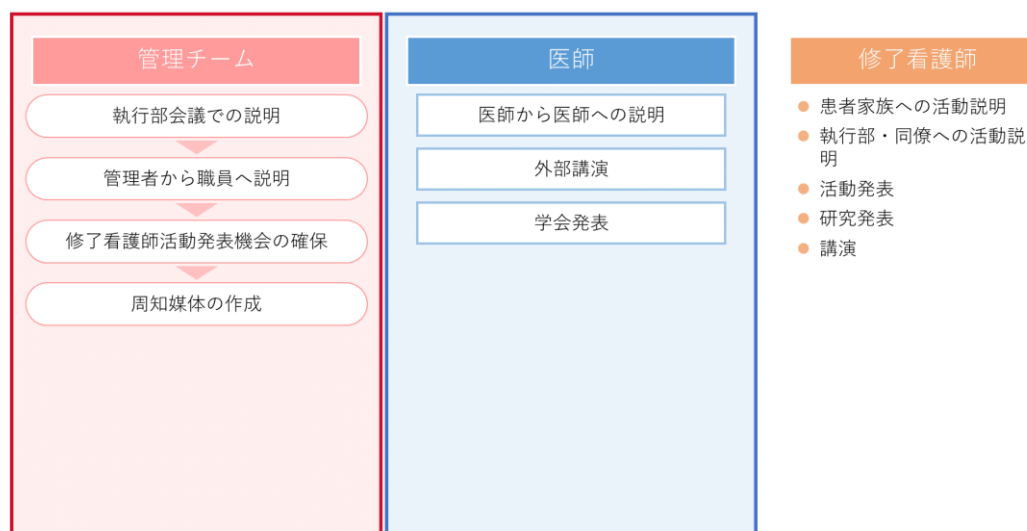 管理チーム
執行部会議での説明
管理者から職員へ説明
修了看護師活動発表機会の確保
周知媒体の作成
医師
医師から医師への説明
外部講演
学会発表
修了看護師
患者家族への活動説明
執行部・同僚への活動説
明
活動発表
研究発表
講演